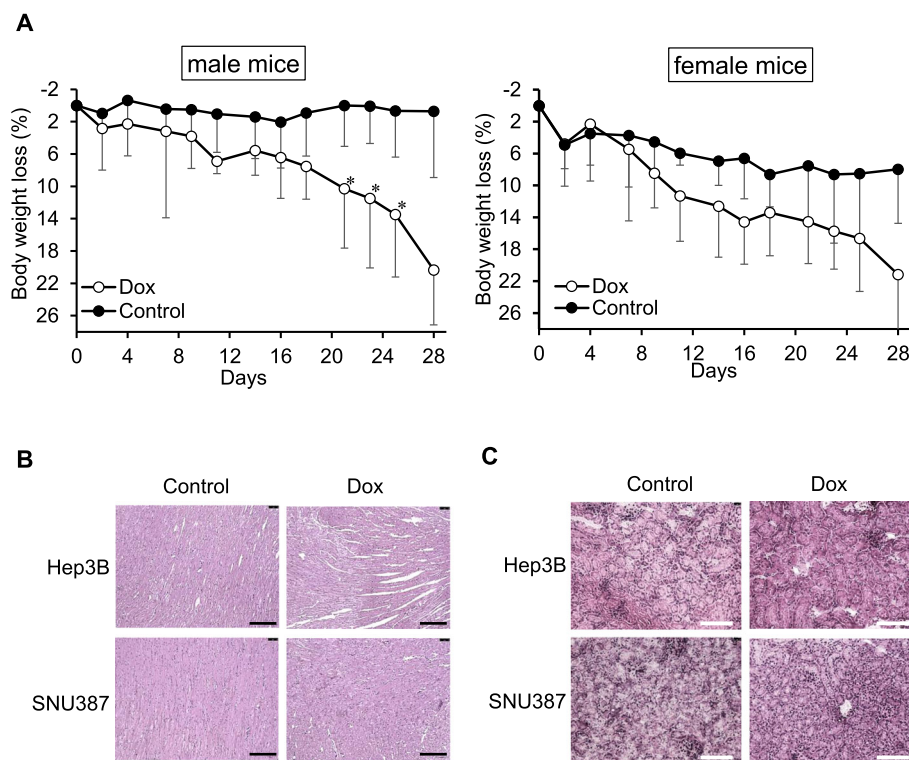 A
male mice
Body weight loss (%)
-2
2
6
10
14
18
22
26
* * *
Dox
Control
0 4 8 12 16 20 24 28
Days
female mice
Body weight loss (%)
-2
2
6
10
14
18
22
26
Dox
Control
0 4 8 12 16 20 24 28
Days
B
Control Dox
Hep3B
SNU387
C
Control Dox
Hep3B
SNU387